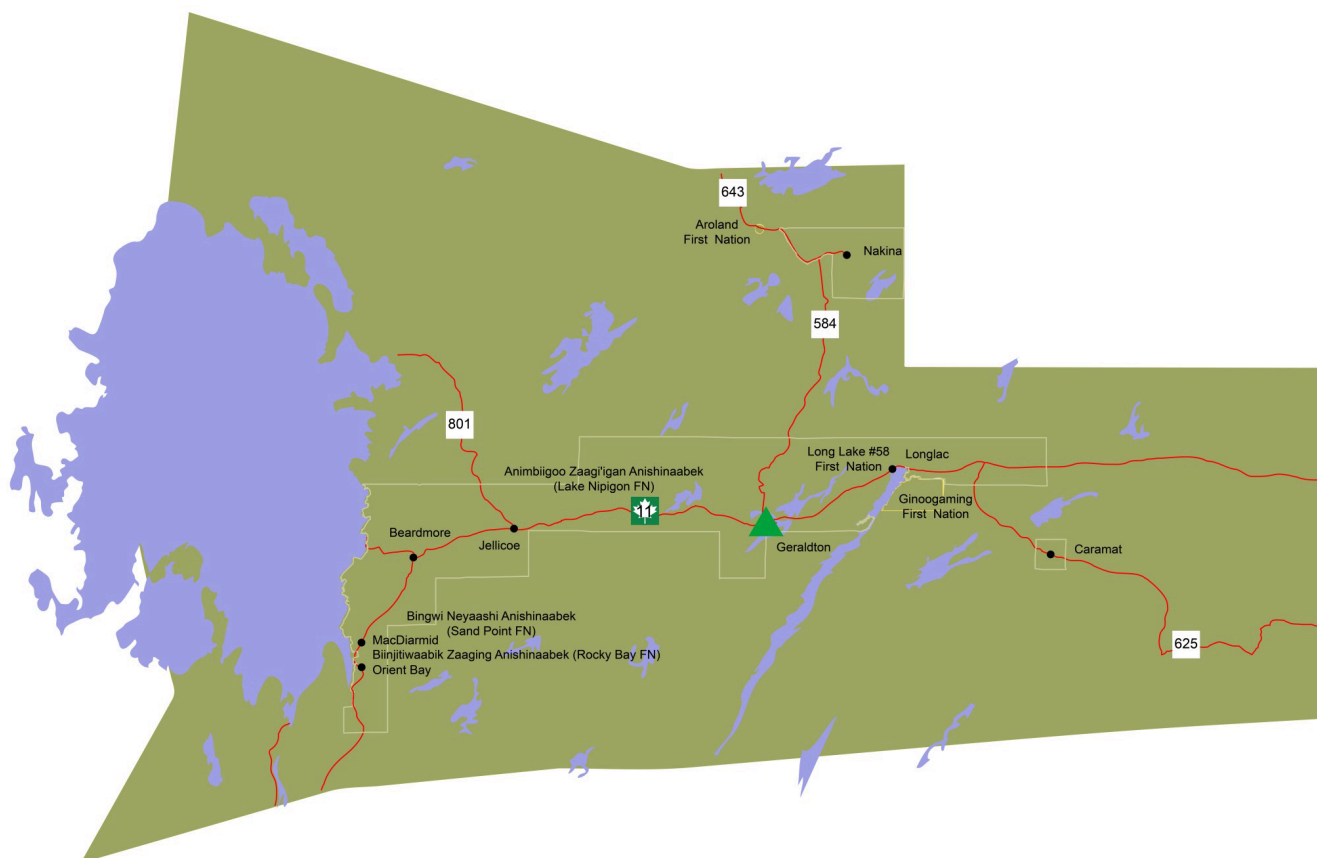 643
Aroland
First Nation
Nakina
584
801
Long Lake #58
First Nation
Longlac
Animbiigoo Zaagi'igan Anishinaabek
(Lake Nipigon FN)
Ginoogaming
First Nation
11
Beardmore
Jellicoe
Geraldton
Caramat
Bingwi Neyaashi Anishinaabek
(Sand Point FN)
MacDiarmid
Biinjitiwaabik Zaaging Anishinaabek (Rocky Bay FN)
Orient Bay
625